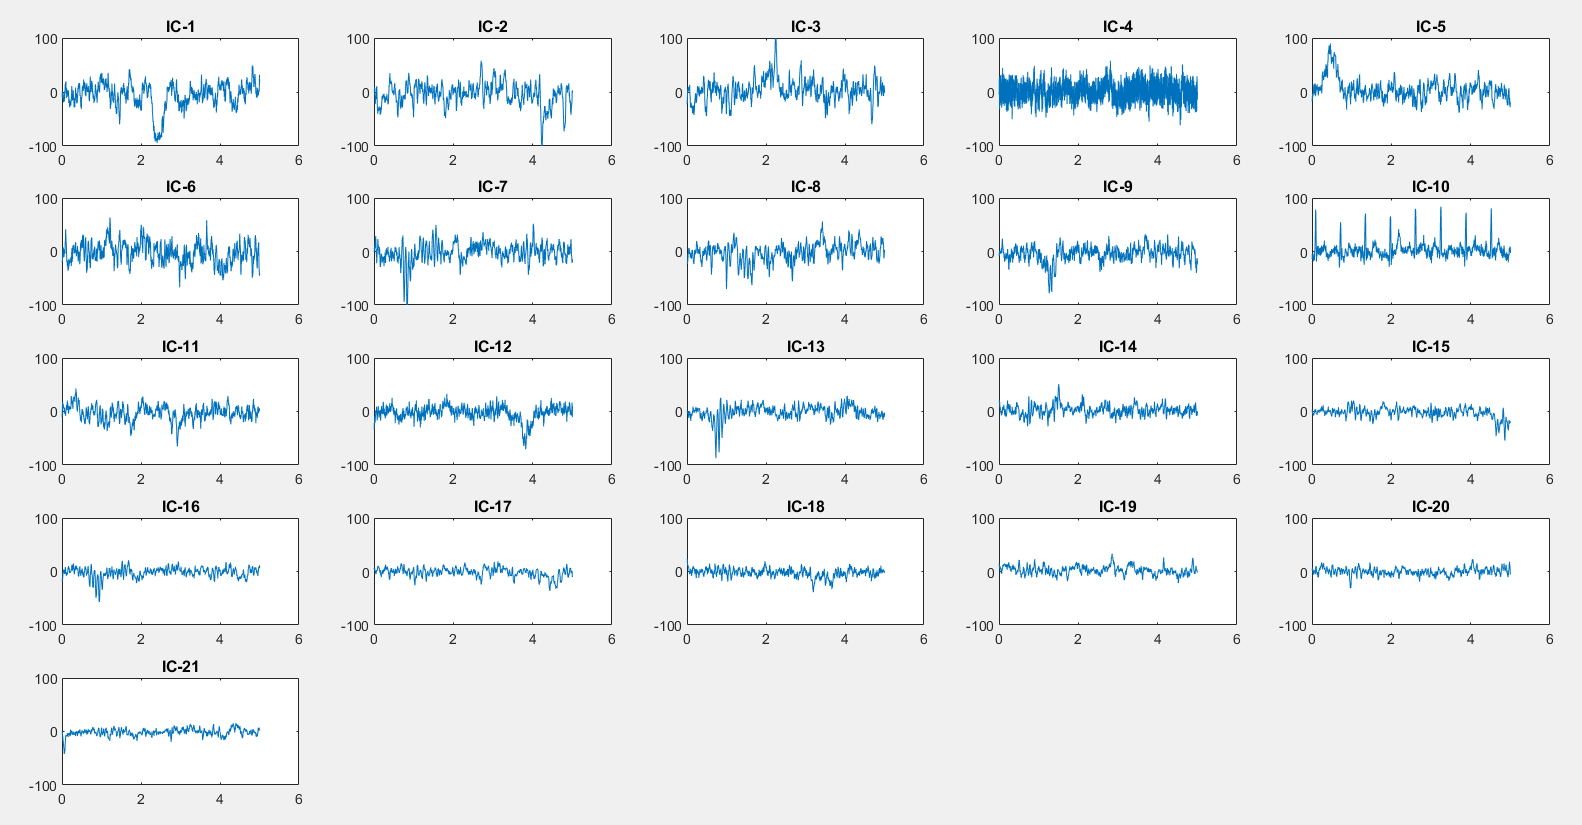 IC-1 IC-2 IC-3 IC-4 IC-5
100 100 100 100 100
0 0 0 0 0
-100 -100 -100 -100 -100
0 2 4 6 0 2 4 6 0 2 4 6 0 2 4 6 0 2 4 6
IC-6 IC-7 IC-8 IC-9 IC-10
100 100 100 100 100
0 0 0 0 0
-100 -100 -100 -100 -100
0 2 4 6 0 2 4 6 0 2 4 6 0 2 4 6 0 2 4 6
IC-11 IC-12 IC-13 IC-14 IC-15
100 100 100 100 100
0 0 0 0 0
-100 -100 -100 -100 -100
0 2 4 6 0 2 4 6 0 2 4 6 0 2 4 6 0 2 4 6
IC-16 IC-17 IC-18 IC-19 IC-20
100 100 100 100 100
0 0 0 0 0
-100 -100 -100 -100 -100
0 2 4 6 0 2 4 6 0 2 4 6 0 2 4 6 0 2 4 6
IC-21
100
0
-100
0 2 4 6